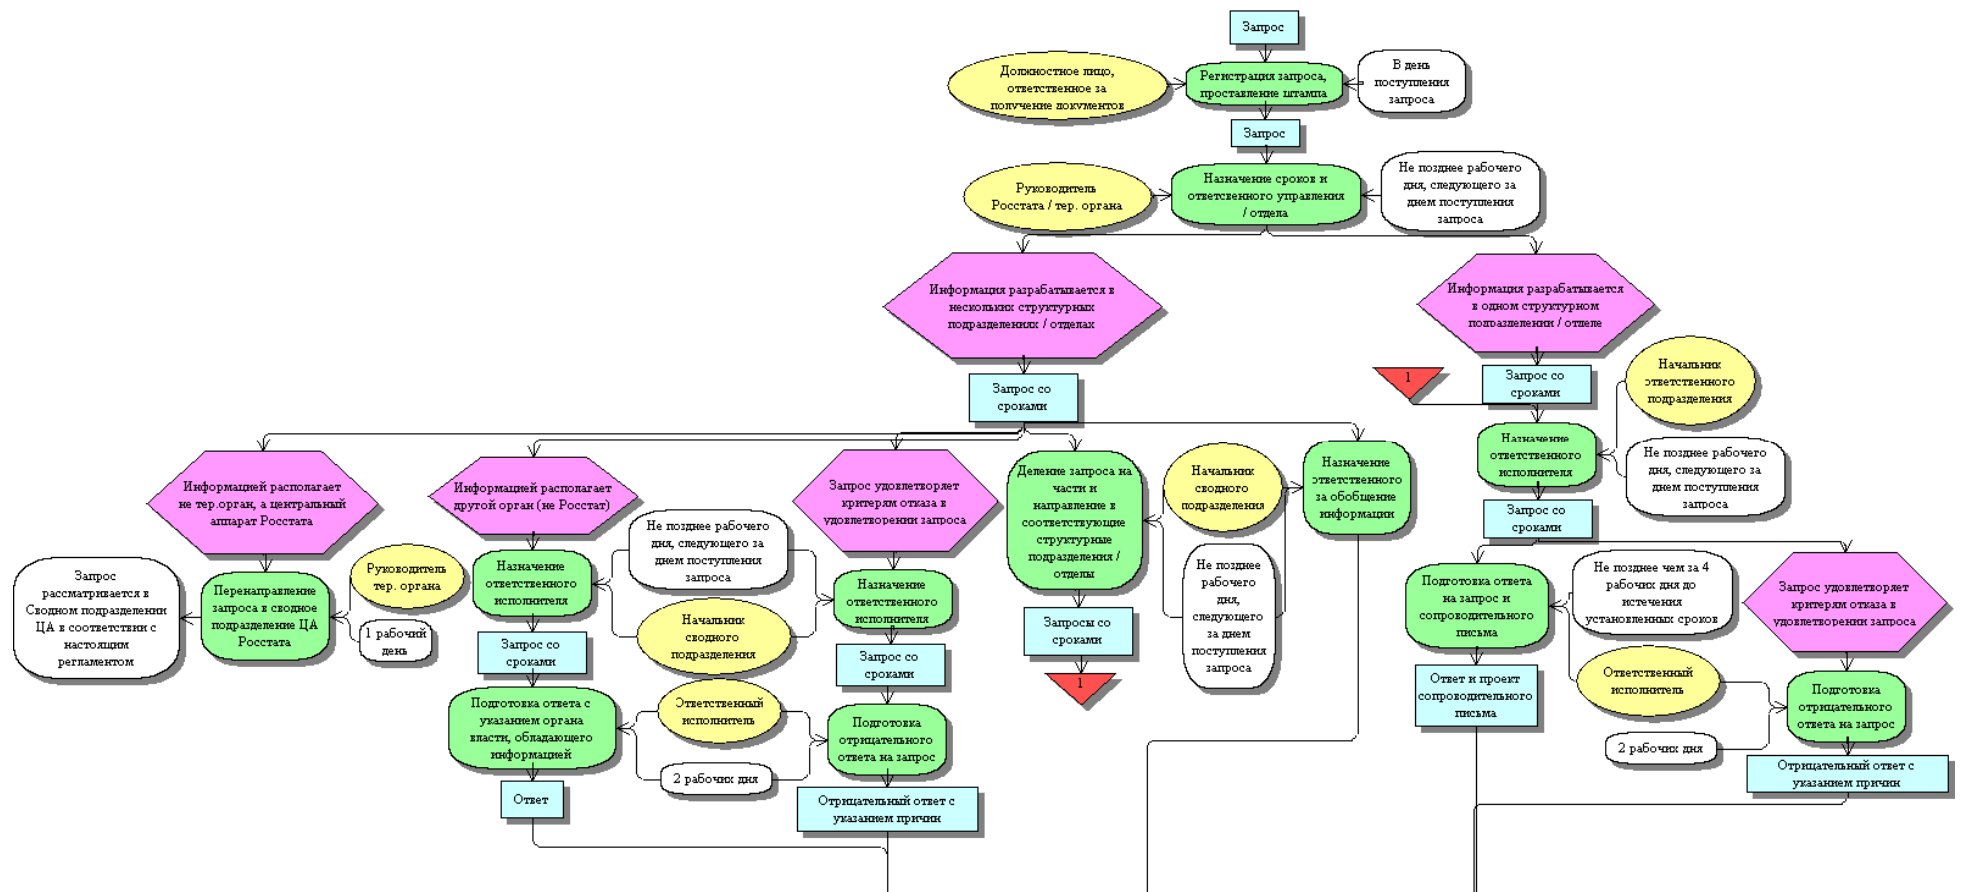 Запрос
Должностное лицо,
ответственное за
получение документов
Регистрация запроса,
проставление штампа
В день
поступления
запроса
Запрос
Руководитель
Росстата / тер. органа
Назначение сроков и
ответсвенного управления
/ отдела
Не позднее рабочего
дня, следующего за
днем поступления
запроса
Информация разрабатывается в
нескольких структурных
подразделениях / отделах
Информация разрабатывается
в одном структурном
подразделении / отделе
Запрос со
сроками
1
Запрос со
сроками
Начальник
ответственного
подразделения
Назначение
ответственного
исполнителя
Не позднее рабочего
дня, следующего за
днем поступления
запроса
Запрос со
сроками
Информацией располагает
не тер.орган, а центральный
аппарат Росстата
Информацией располагает
другой орган (не Росстат)
Запрос удовлетворяет
критерям отказа в
удовлетворении запроса
Деление запроса на
части и
направление в
соответствующие
структурные
подразделения /
отделы
Начальник
сводного
подразделения
Назначение
ответственного
за обобщение
информации
Не позднее
рабочего
дня,
следующего
за днем
поступления
запроса
Запросы со
сроками
1
Запрос
рассматривается в
Сводном подразделении
ЦА в соответствии с
настоящим
регламентом
Перенаправление
запроса в сводное
подразделение ЦА
Росстата
Руководитель
тер. органа
1 рабочий
день
Назначение
ответственного
исполнителя
Не позднее рабочего
дня, следующего за
днем поступления
запроса
Начальник
сводного
подразделения
Назначение
ответственного
исполнителя
Запрос со
сроками
Запрос со
сроками
Подготовка ответа с
указанием органа
власти, обладающего
информацией
Ответственный
исполнитель
2 рабочих дня
Подготовка
отрицательного
ответа на запрос
Ответ
Отрицательный ответ с
указанием причин
Подготовка ответа
на запрос и
сопроводительного
письма
Не позднее чем за 4
рабочих дня до
истечения
установленных сроков
Запрос удовлетворяет
критерям отказа в
удовлетворении запроса
Ответ и проект
сопроводительного
письма
Ответственный
исполнитель
2 рабочих дня
Подготовка
отрицательного
ответа на запрос
Отрицательный ответ с
указанием причин